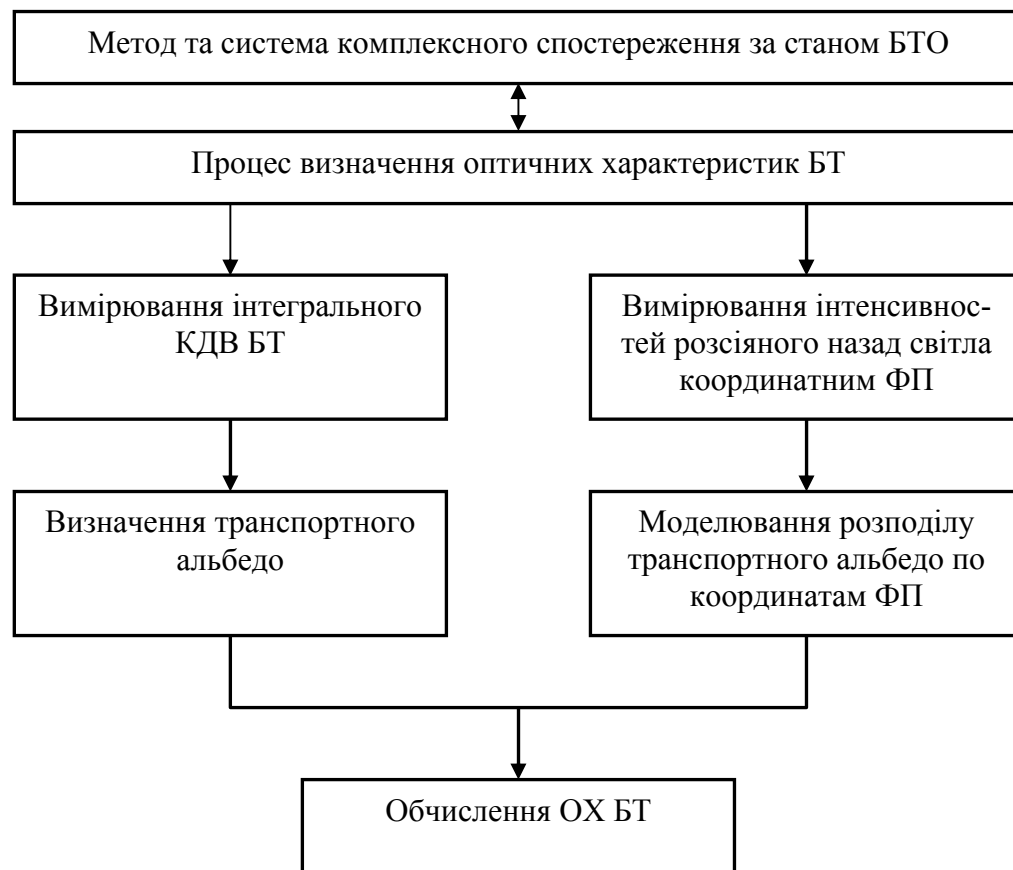 Метод та система комплексного спостереження за станом БТО
Процес визначення оптичних характеристик БТ
Вимірювання інтегрального
КДВ БТ
Вимірювання інтенсивнос-
тей розсіяного назад світла
координатним ФП
Визначення транспортного
альбедо
Моделювання розподілу
транспортного альбедо по
координатам ФП
Обчислення ОХ БТ